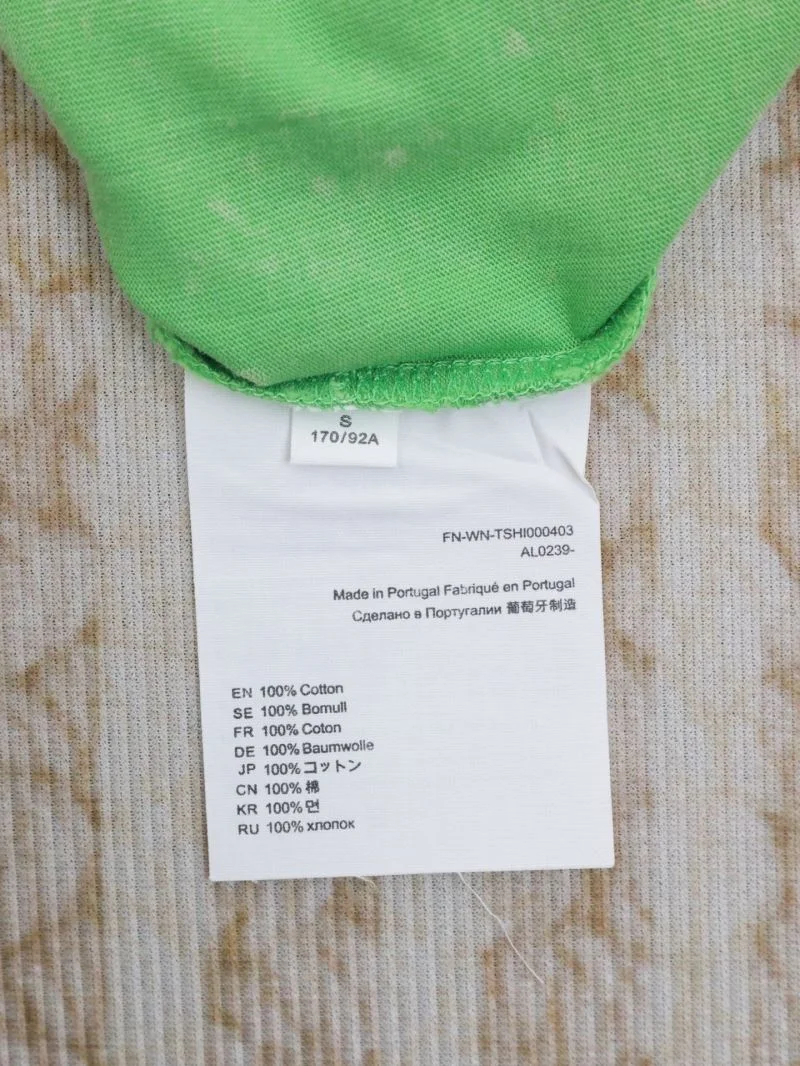 S
170/92A
FN-WN-TSHI000403
AL0239-
Made in Portugal Fabriqué en Portugal
Сделано в Португалии 葡萄牙制造
EN 100% Cotton
SE 100% Bomull
FR 100% Coton
DE 100% Baumwolle
JP 100% コットン
CN 100% 棉
KR 100% 면
RU 100% хлопок